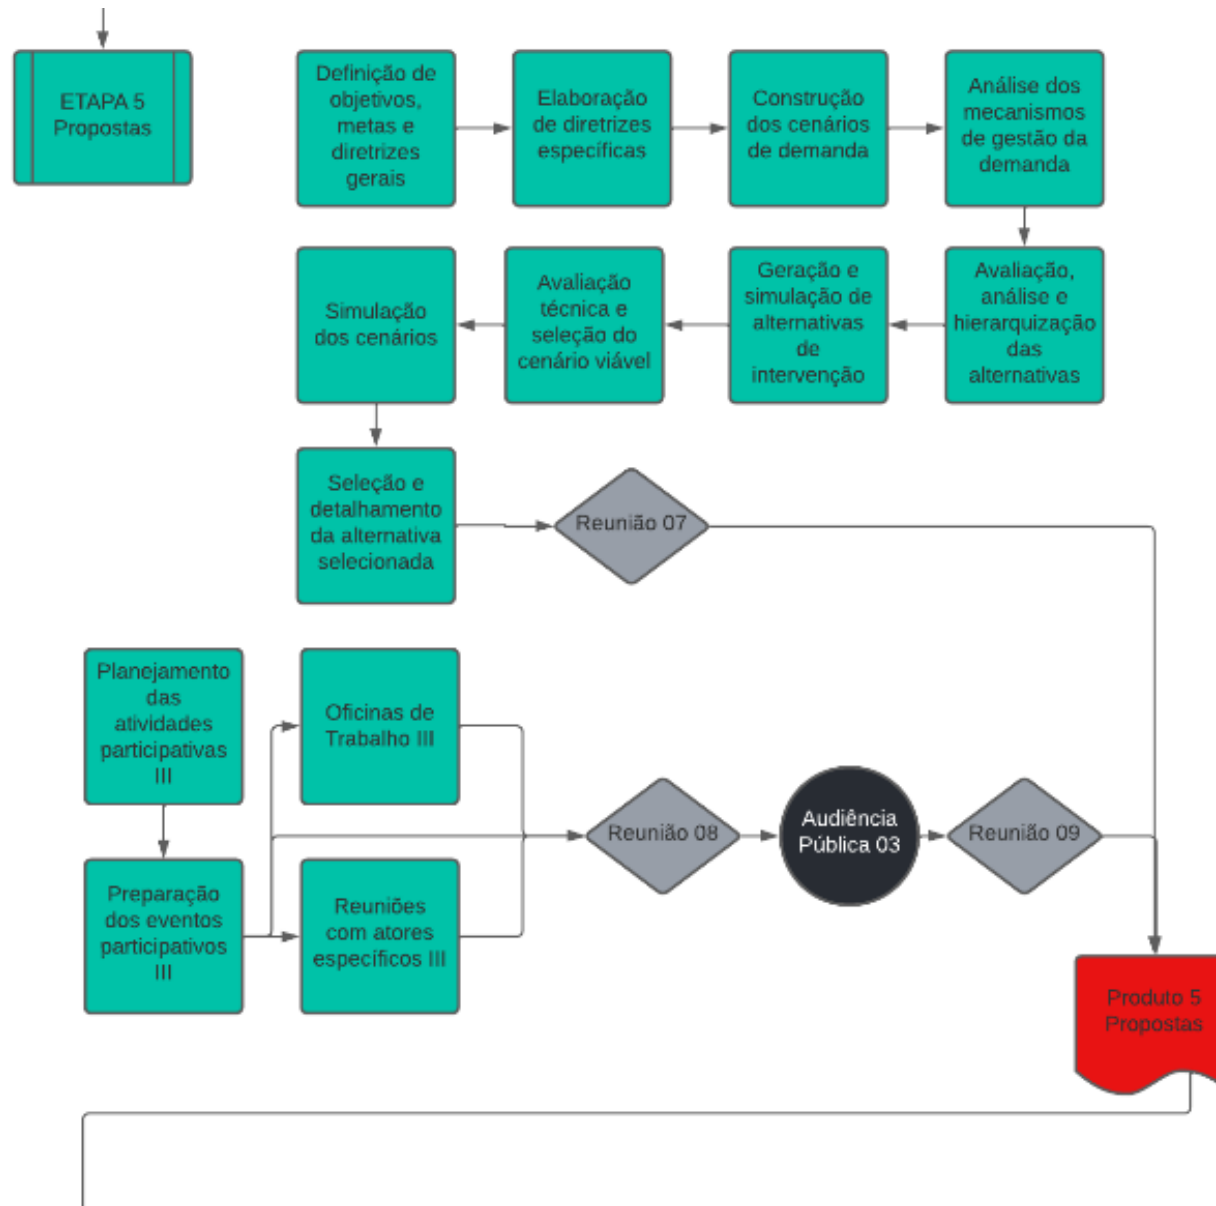 ETAPA 5
Propostas
Definição de
objetivos,
metas e
diretrizes
gerais
Elaboração
de diretrizes
específicas
Construção
dos cenários
de demanda
Análise dos
mecanismos
de gestão da
demanda
Simulação
dos cenários
Avaliação
técnica e
seleção do
cenário viável
Geração e
simulação de
alternativas
de
intervenção
Avaliação,
análise e
hierarquização
das
alternativas
Seleção e
detalhamento
da alternativa
selecionada
Reunião 07
Planejamento
das
atividades
participativas
III
Oficinas de
Trabalho III
Reunião 08
Audiência
Pública 03
Reunião 09
Preparação
dos eventos
participativos
III
Reuniões
com atores
específicos III
Produto 5
Propostas